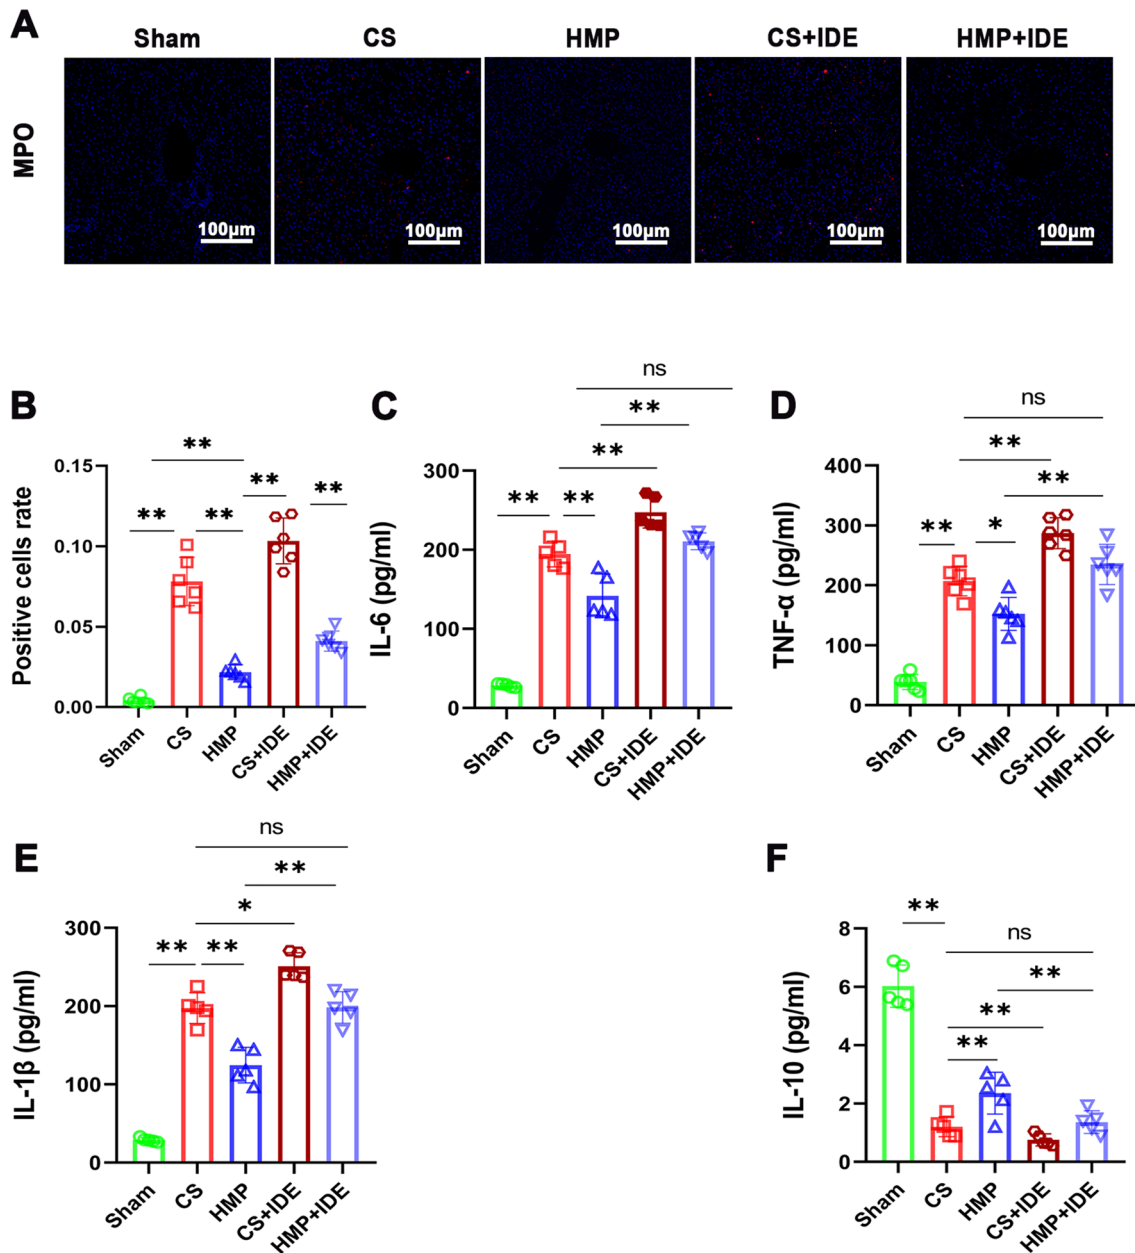 A
Sham CS HMP CS+IDE HMP+IDE
MPO
100μm 100μm 100μm 100μm 100μm
B
Positive cells rate
0.15
0.10
0.05
0.00
** ** ** ** **
Sham CS HMP CS+IDE HMP+IDE
C
IL-6 (pg/ml)
300
200
100
0
ns
**
**
** **
Sham CS HMP CS+IDE HMP+IDE
D
TNF-α (pg/ml)
400
300
200
100
0
ns
**
**
** *
Sham CS HMP CS+IDE HMP+IDE
E
IL-1β (pg/ml)
300
200
100
0
ns
**
*
** **
Sham CS HMP CS+IDE HMP+IDE
F
IL-10 (pg/ml)
8
6
4
2
0
**
ns
**
**
**
Sham CS HMP CS+IDE HMP+IDE